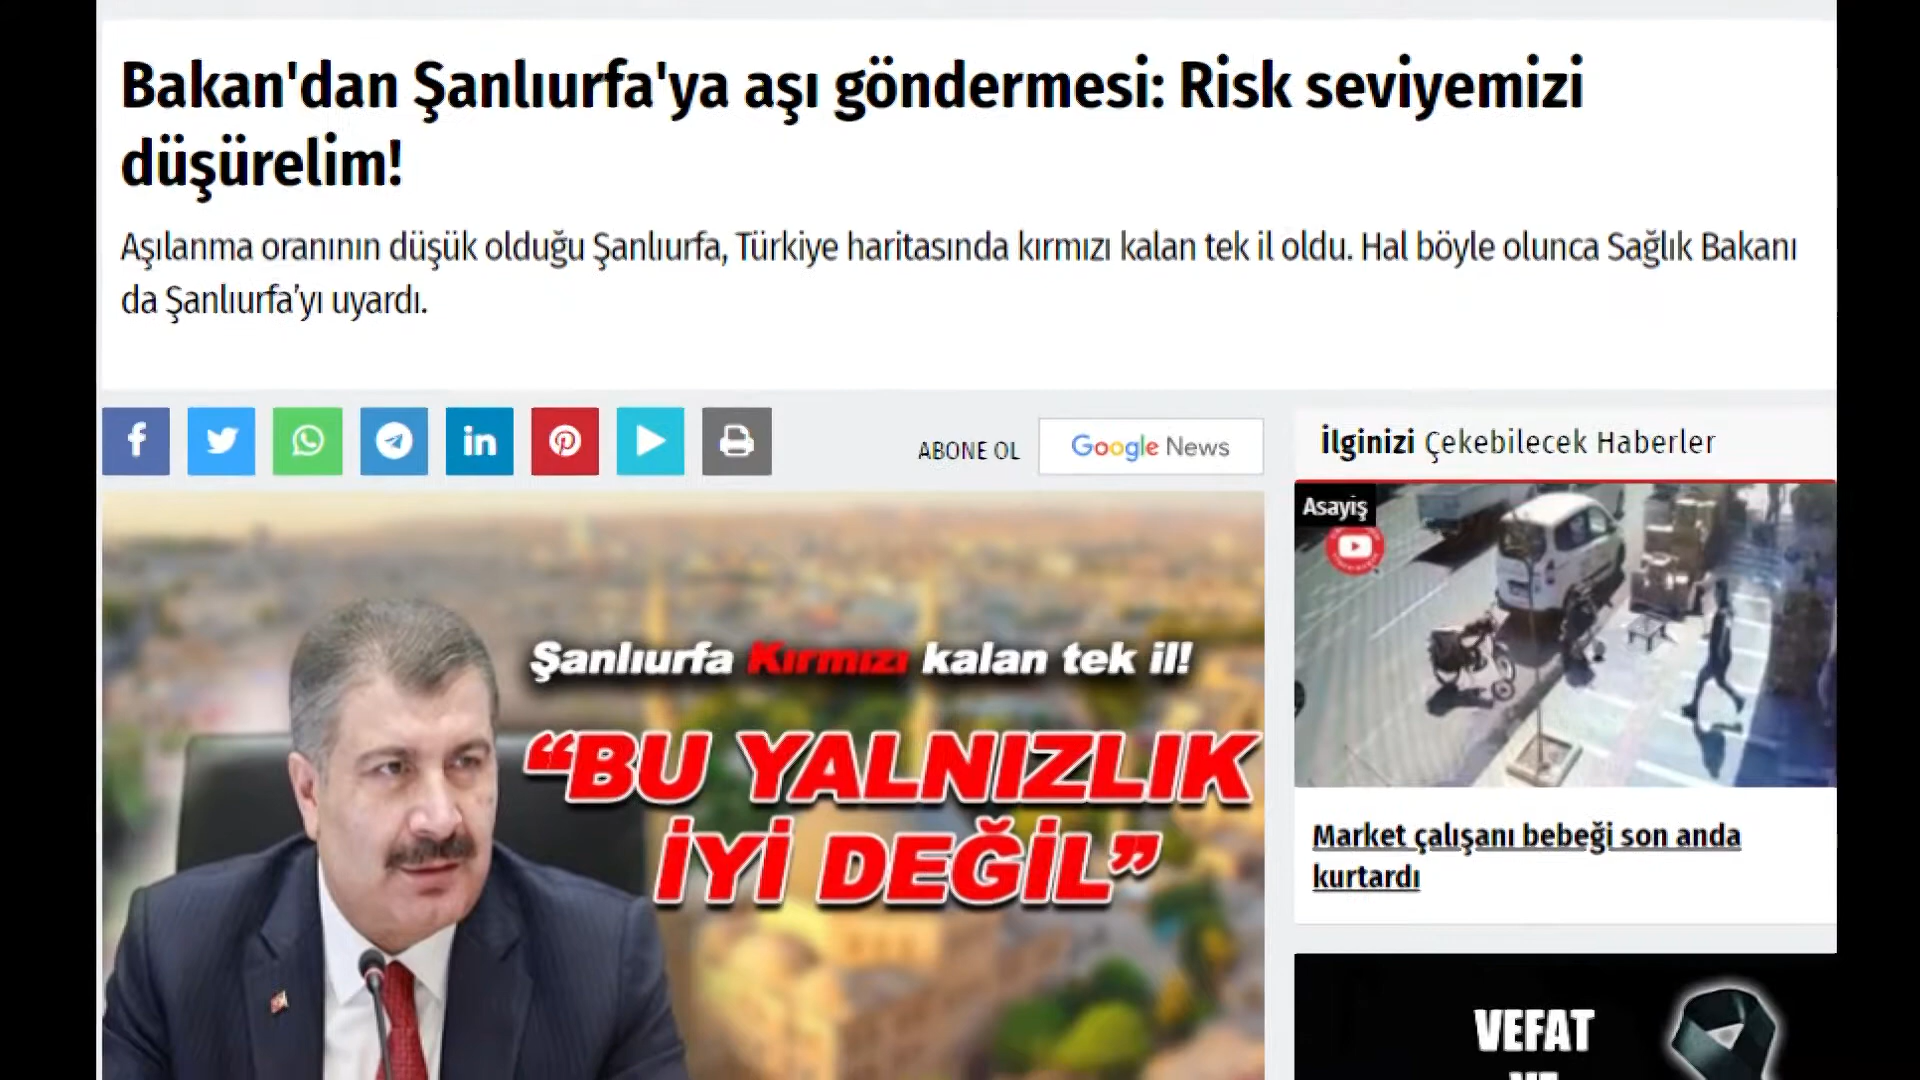 Bakan'dan Şanlıurfa'ya aşı göndermesi: Risk seviyemizi
düşürelim!
Aşılanma oranının düşük olduğu Şanlıurfa, Türkiye haritasında kırmızı kalan tek il oldu. Hal böyle olunca Sağlık Bakanı
da Şanlıurfa’yı uyardı.
ABONE OL
Google News
Şanlıurfa Kırmızı kalan tek il!
“BU YALNIZLIK
İYİ DEĞİL”
İlginizi Çekebilecek Haberler
Asayiş
Market çalışanı bebeği son anda
kurtardı
VEFAT
VE